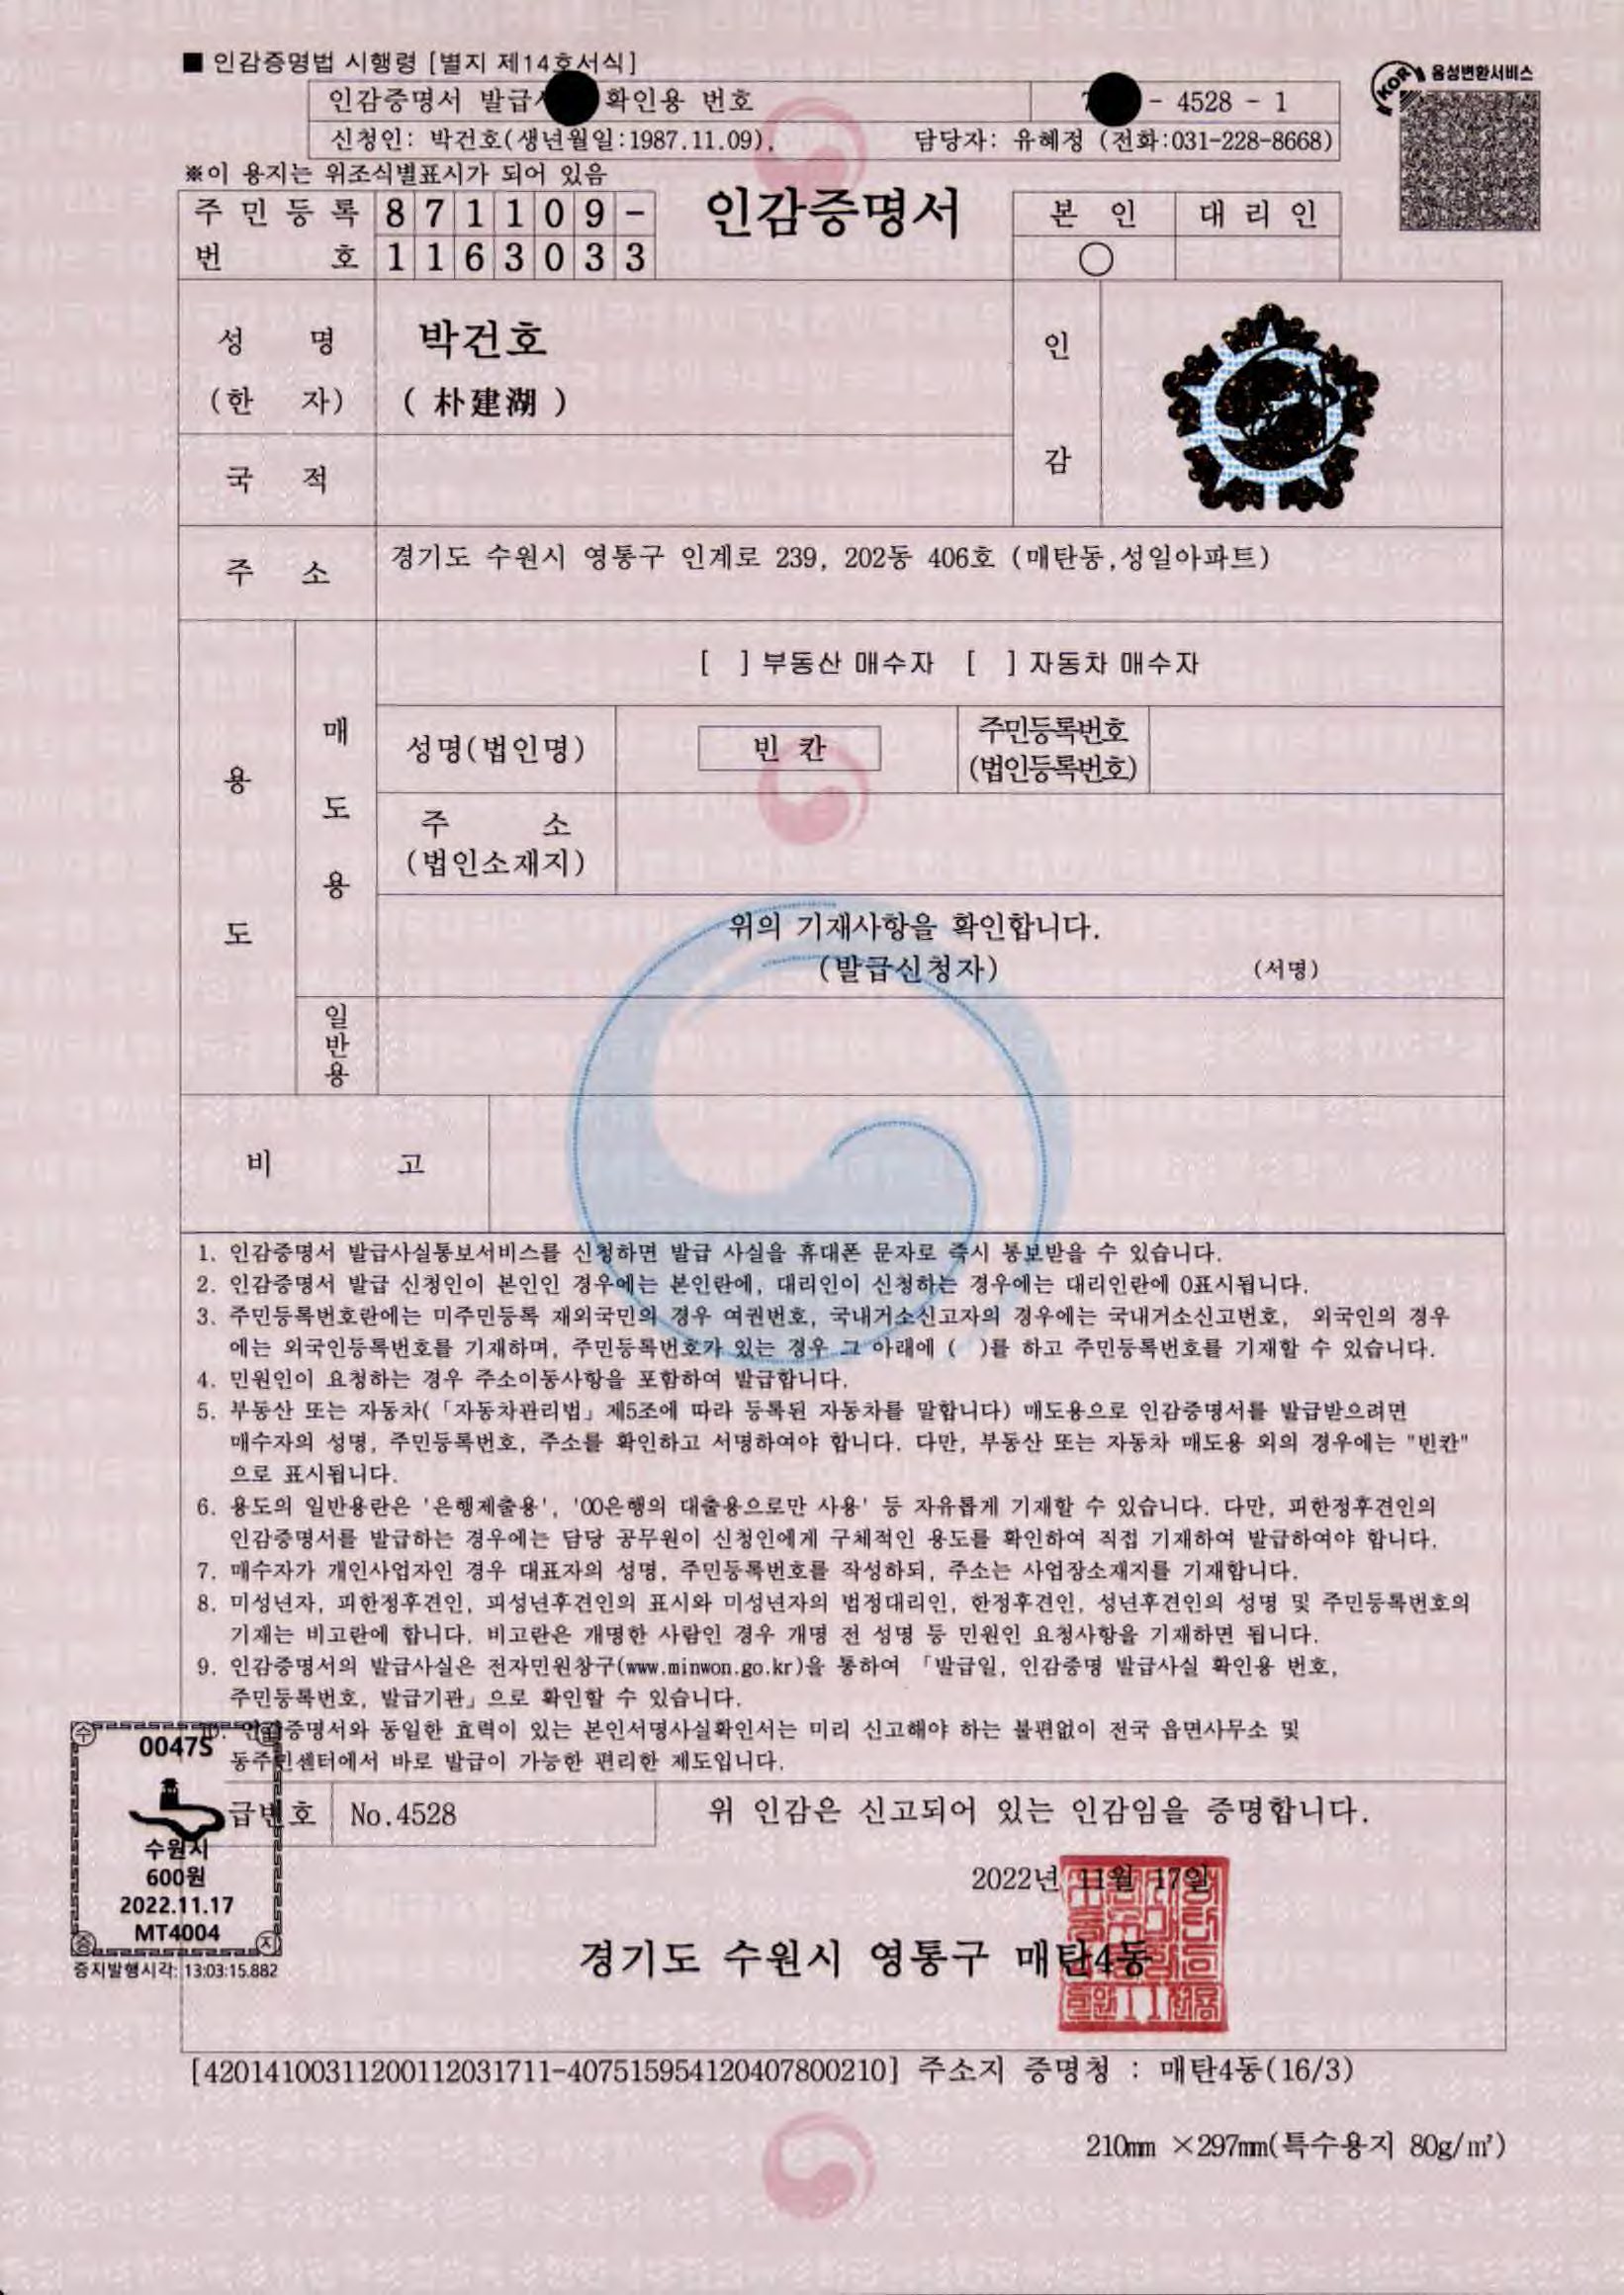 ■ 인감증명법 시행령 [별지 제14호서식]
음성변환서비스
KOR
인감증명서 발급 확인용 번호 - 4528 - 1
신청인: 박건호(생년월일:1987.11.09), 담당자: 유혜정 (전화:031-228-8668)
※이 용지는 위조식별표시가 되어 있음
주민등록 871109-
번호 1163033
인감증명서
본인 대리인
○
성명 박건호
(한자) (朴建湖)
인감
국적
주소 경기도 수원시 영통구 인계로 239, 202동 406호 (매탄동,성일아파트)
용도
매도용
[ ] 부동산 매수자 [ ] 자동차 매수자
성명(법인명) 빈 칸 주민등록번호
(법인등록번호)
주소
(법인소재지)
위의 기재사항을 확인합니다.
(발급신청자) (서명)
일반용
비고
1. 인감증명서 발급사실통보서비스를 신청하면 발급 사실을 휴대폰 문자로 즉시 통보받을 수 있습니다.
2. 인감증명서 발급 신청인이 본인인 경우에는 본인란에, 대리인이 신청하는 경우에는 대리인란에 0표시됩니다.
3. 주민등록번호란에는 미주민등록 재외국민의 경우 여권번호, 국내거소신고자의 경우에는 국내거소신고번호, 외국인의 경우
에는 외국인등록번호를 기재하며, 주민등록번호가 있는 경우 그 아래에 ( )를 하고 주민등록번호를 기재할 수 있습니다.
4. 민원인이 요청하는 경우 주소이동사항을 포함하여 발급합니다.
5. 부동산 또는 자동차(「자동차관리법」제5조에 따라 등록된 자동차를 말합니다) 매도용으로 인감증명서를 발급받으려면
매수자의 성명, 주민등록번호, 주소를 확인하고 서명하여야 합니다. 다만, 부동산 또는 자동차 매도용 외의 경우에는 "빈칸"
으로 표시됩니다.
6. 용도의 일반용란은 '은행제출용', '00은행의 대출용으로만 사용' 등 자유롭게 기재할 수 있습니다. 다만, 피한정후견인의
인감증명서를 발급하는 경우에는 담당 공무원이 신청인에게 구체적인 용도를 확인하여 직접 기재하여 발급하여야 합니다.
7. 매수자가 개인사업자인 경우 대표자의 성명, 주민등록번호를 작성하되, 주소는 사업장소재지를 기재합니다.
8. 미성년자, 피한정후견인, 피성년후견인의 표시와 미성년자의 법정대리인, 한정후견인, 성년후견인의 성명 및 주민등록번호의
기재는 비고란에 합니다. 비고란은 개명한 사람인 경우 개명 전 성명 등 민원인 요청사항을 기재하면 됩니다.
9. 인감증명서의 발급사실은 전자민원창구(www.minwon.go.kr)을 통하여 「발급일, 인감증명 발급사실 확인용 번호,
주민등록번호, 발급기관」으로 확인할 수 있습니다.
10. 인감증명서와 동일한 효력이 있는 본인서명사실확인서는 미리 신고해야 하는 불편없이 전국 읍면사무소 및
동주민센터에서 바로 발급이 가능한 편리한 제도입니다.
급번호 No.4528 위 인감은 신고되어 있는 인감임을 증명합니다.
수
0047S
수원시
600원
2022.11.17
MT4004
증 지
증지발행시각: 13:03:15.882
2022년 11월 17일
경기도 수원시 영통구 매탄4동
[42014100311200112031711-407515954120407800210] 주소지 증명청 : 매탄4동(16/3)
210mm ×297mm(특수용지 80g/㎡)